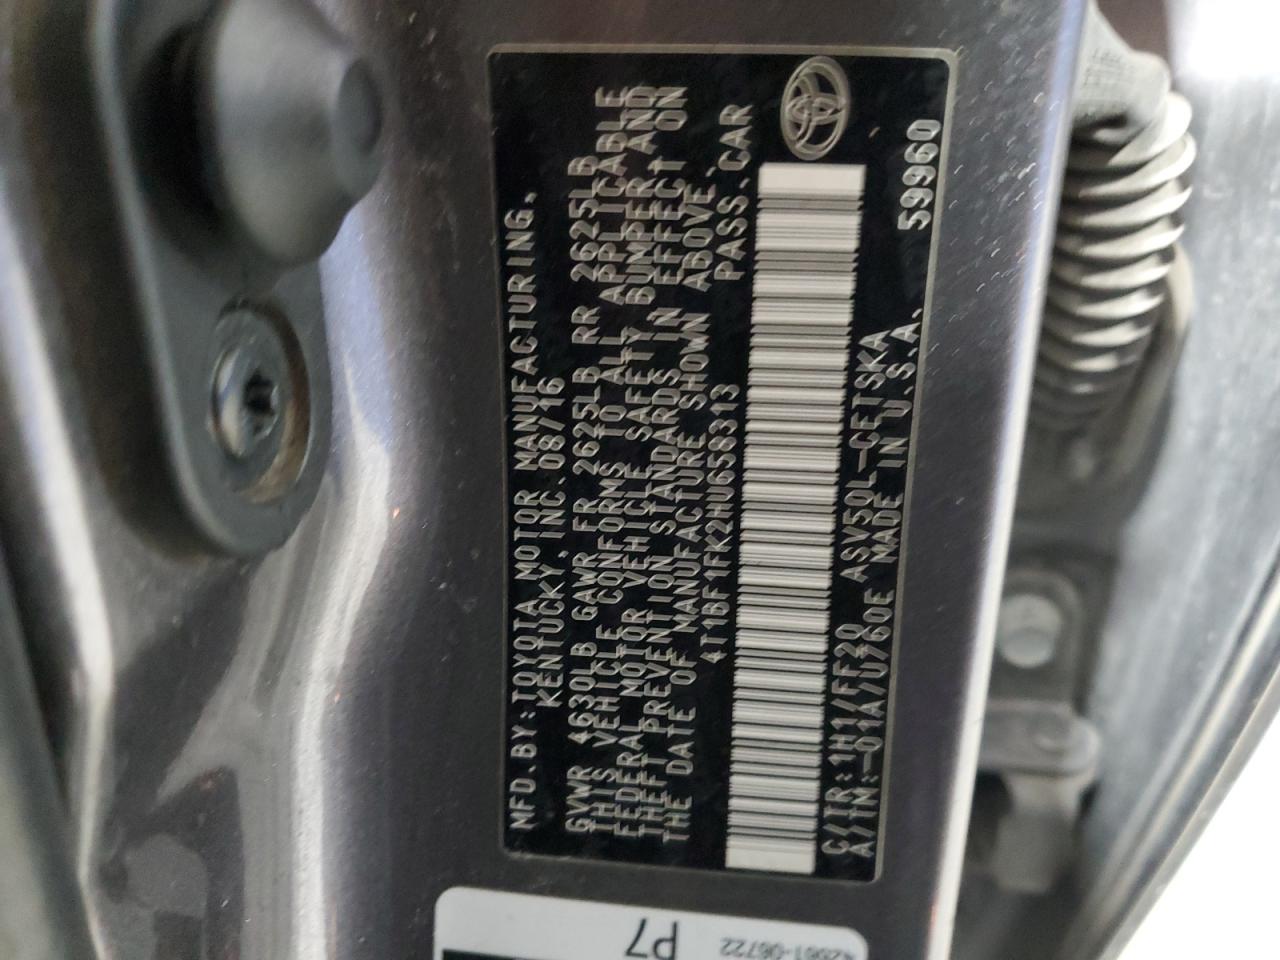 MFD.BY:TOYOTA MOTOR MANUFACTURING,
KENTUCKY, INC.08/16
GVWR 4630LB GAWR FR 2625LB RR 2625LB
THIS VEHICLE CONFORMS TO ALL APPLICABLE
FEDERAL MOTOR VEHICLE SAFETY BUMPER, AND
THEFT PREVENTION STANDARDS IN EFFECT ON
THE DATE OF MANUFACTURE SHOWN ABOVE.
4T1BF1FK2HU658313 PASS.CAR
C/TR:1H1/FF20 ASV50L-CETSKA
A/TM:-01A/U760E MADE IN U.S.A. 59960
P7
42661-06722